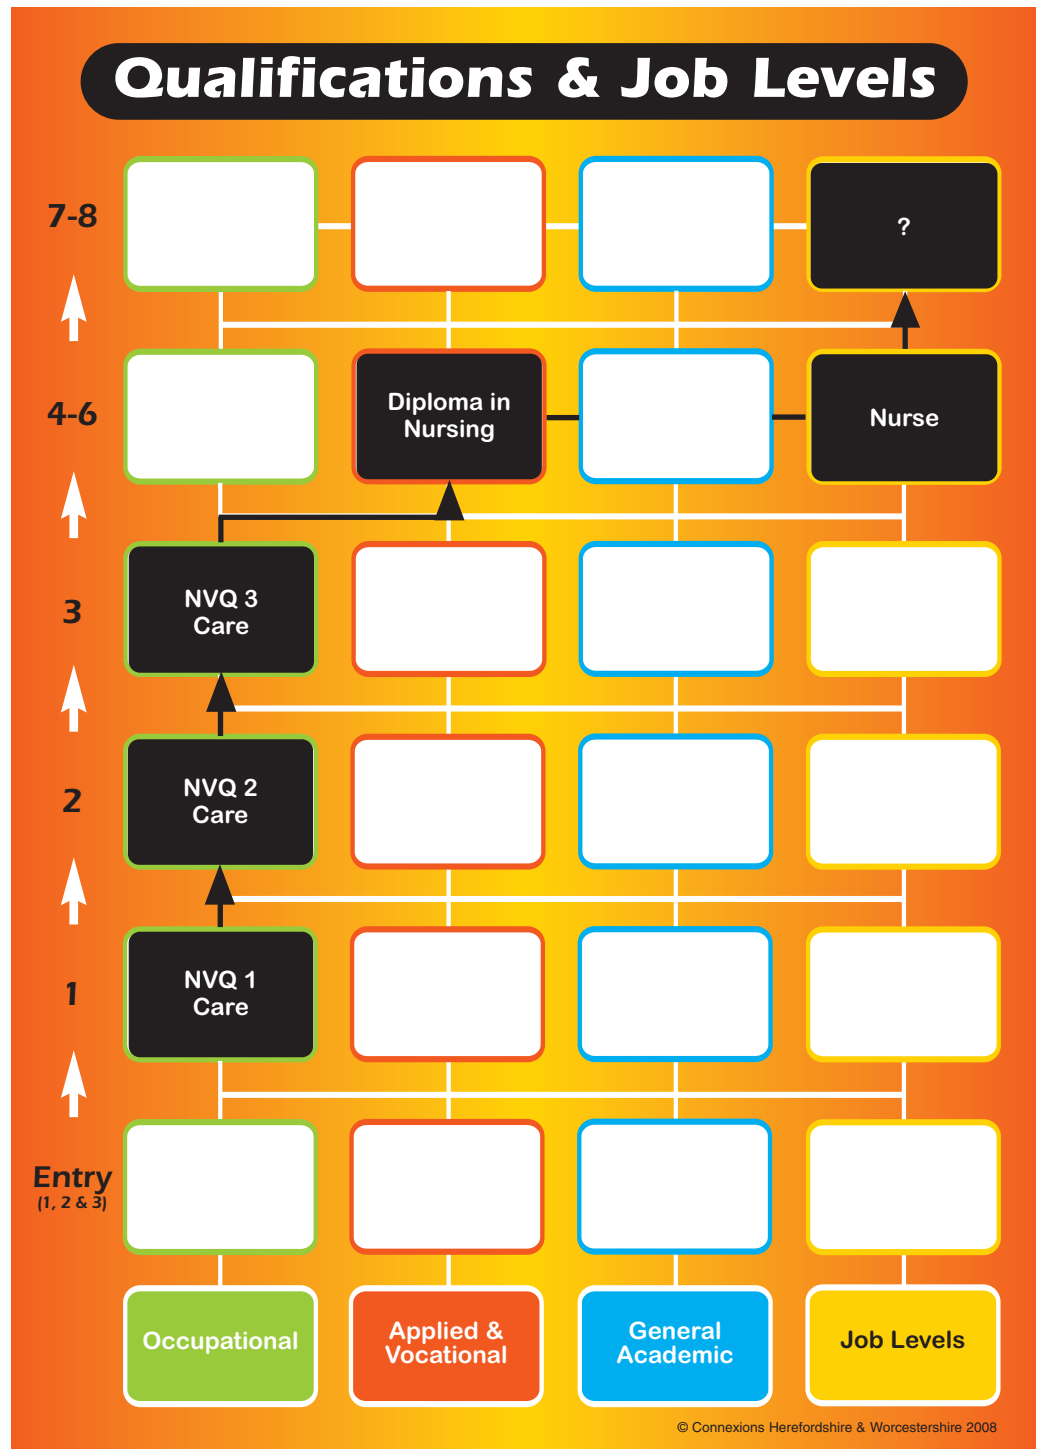 Qualifications & Job Levels
7-8
?
4-6
Diploma in
Nursing
Nurse
3
NVQ 3
Care
2
NVQ 2
Care
1
NVQ 1
Care
Entry
(1, 2 & 3)
Occupational
Applied &
Vocational
General
Academic
Job Levels
© Connexions Herefordshire & Worcestershire 2008